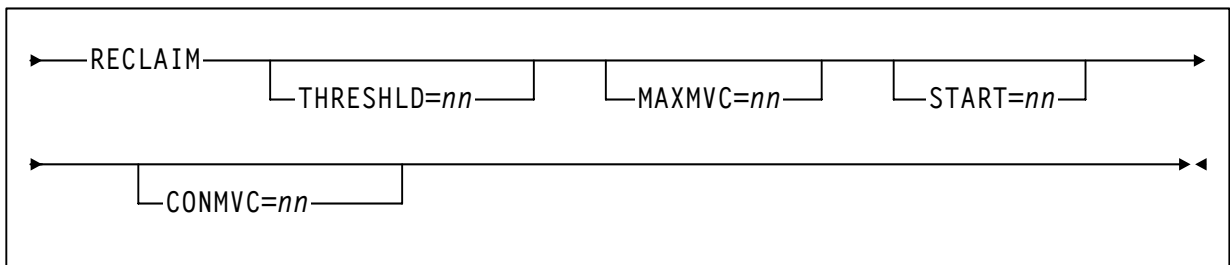 RECLAIM
THRESHLD=nn
MAXMVC=nn
START=nn
CONMVC=nn